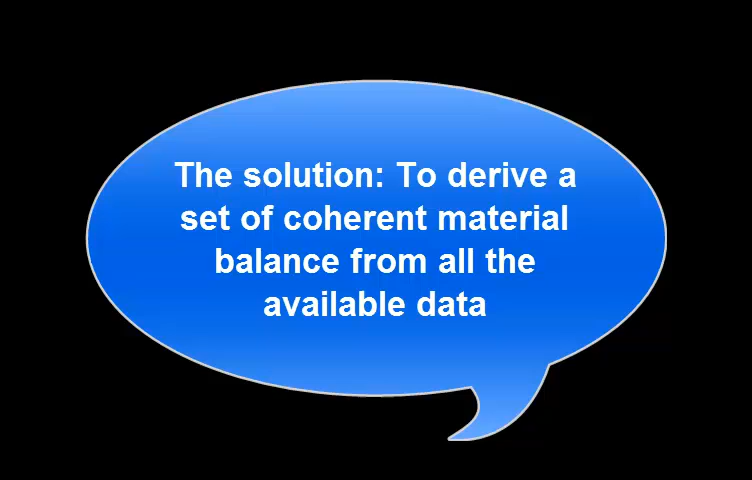 The solution: To derive a
set of coherent material
balance from all the
available data